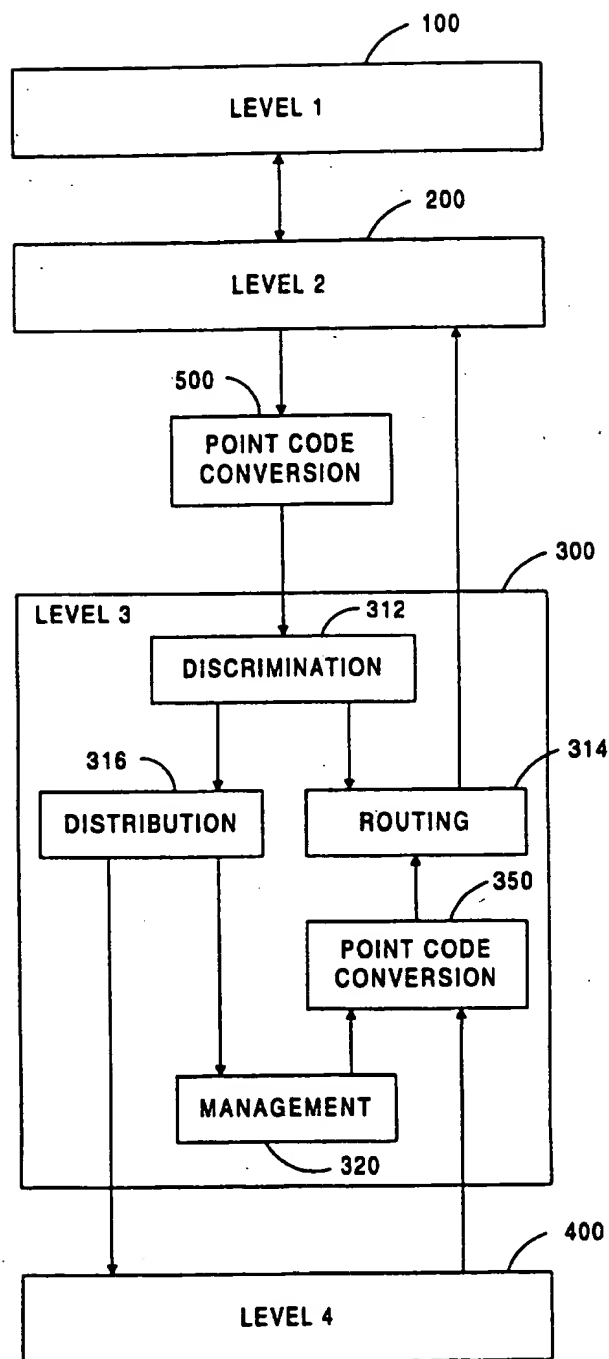 100
LEVEL 1
200
LEVEL 2
500
POINT CODE
CONVERSION
300
LEVEL 3
312
DISCRIMINATION
316
314
DISTRIBUTION
ROUTING
350
POINT CODE
CONVERSION
MANAGEMENT
320
400
LEVEL 4